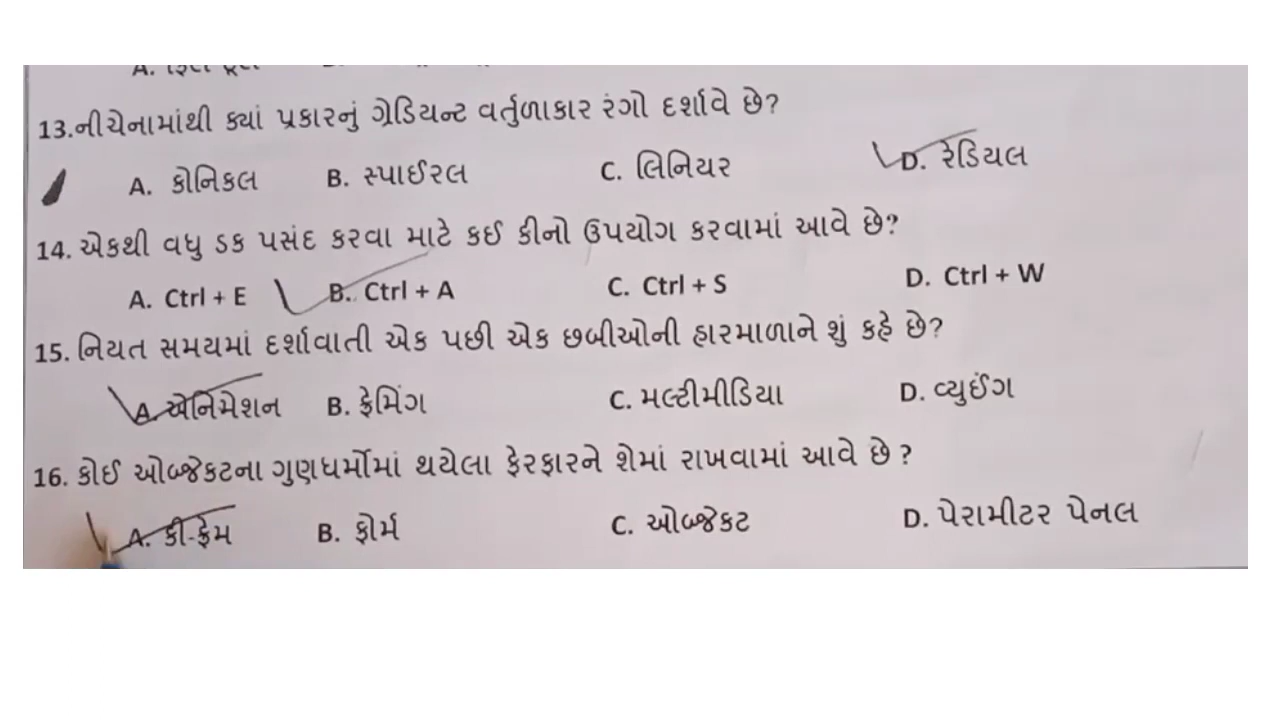 13.નીચેનામાંથી ક્યાં પ્રકારનું ગ્રેડિયન્ટ વર્તુળાકાર રંગો દર્શાવે છે?
A. કોનિકલ B. સ્પાઈરલ C. લિનિયર D. રેડિયલ
14. એકથી વધુ ડક પસંદ કરવા માટે કઈ કીનો ઉપયોગ કરવામાં આવે છે?
A. Ctrl + E B. Ctrl + A C. Ctrl + S D. Ctrl + W
15. નિયત સમયમાં દર્શાવાતી એક પછી એક છબીઓની હારમાળાને શું કહે છે?
A. એનિમેશન B. ફ્રેમિંગ C. મલ્ટીમીડિયા D. વ્યુઈંગ
16. કોઈ ઓબ્જેકટના ગુણધર્મોમાં થયેલા ફેરફારને શેમાં રાખવામાં આવે છે ?
A. કી-ફ્રેમ B. ફોર્મ C. ઓબ્જેકટ D. પેરામીટર પેનલ